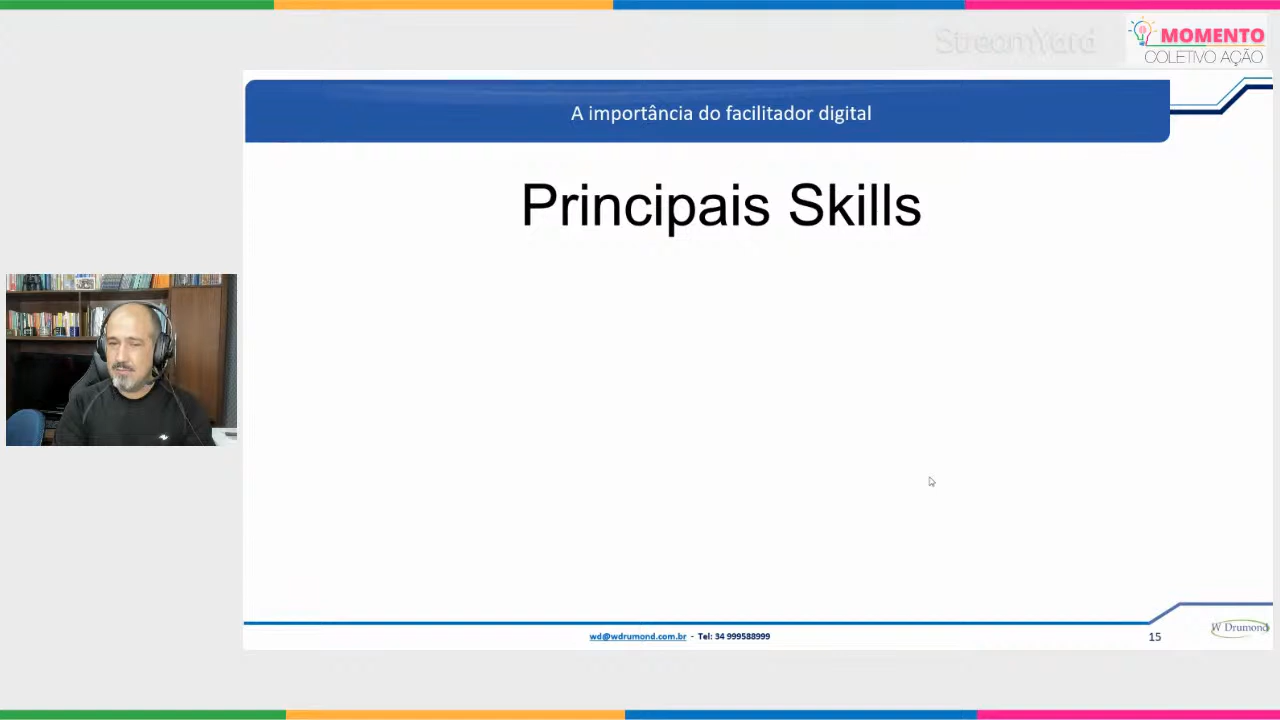 StreamYard
MOMENTO
COLETIVO AÇÃO
A importância do facilitador digital
Principais Skills
wd@wdrumond.com.br - Tel: 34 999588999
15
W Drumond